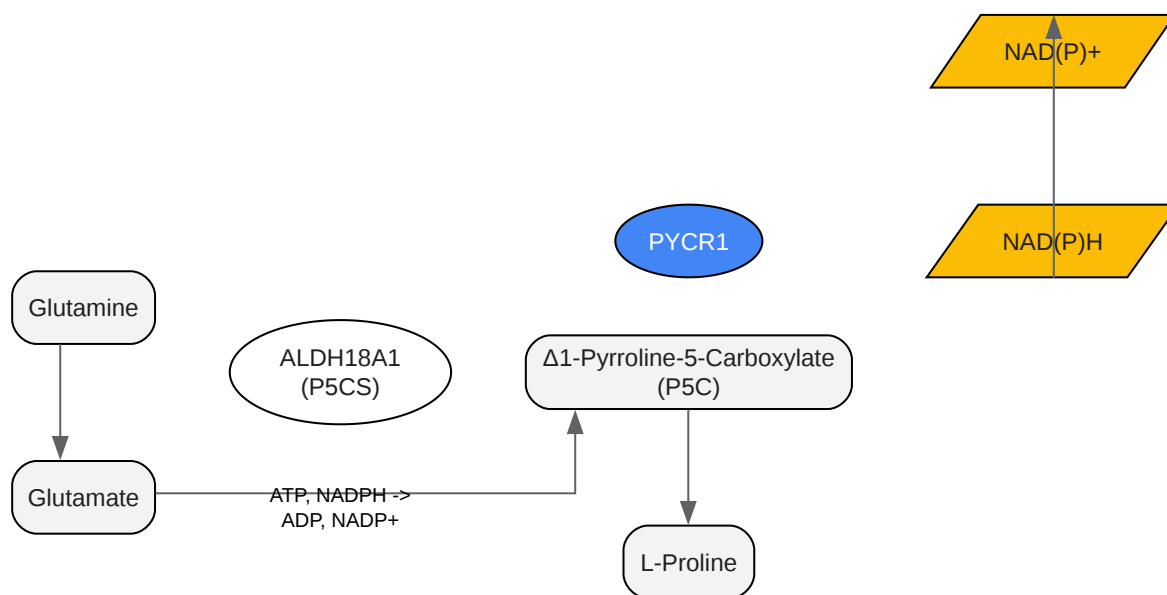 NAD(P)+
PYCR1
NAD(P)H
Glutamine
ALDH18A1
(P5CS)
Δ1-Pyrroline-5-Carboxylate
(P5C)
Glutamate
ATP, NADPH ->
ADP, NADP+
L-Proline